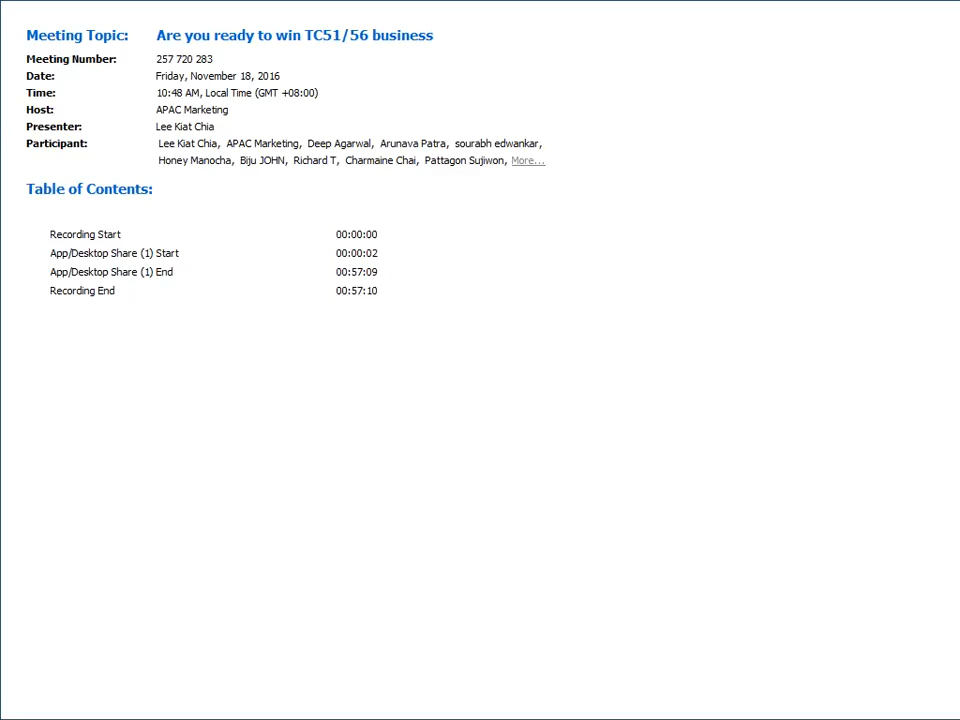 Meeting Topic: Are you ready to win TC51/56 business
Meeting Number: 257 720 283
Date: Friday, November 18, 2016
Time: 10:48 AM, Local Time (GMT +08:00)
Host: APAC Marketing
Presenter: Lee Kiat Chia
Participant: Lee Kiat Chia, APAC Marketing, Deep Agarwal, Arunava Patra, sourabh edwankar,
Honey Manocha, Biju JOHN, Richard T, Charmaine Chai, Pattagon Sujiwon, More...
Table of Contents:
Recording Start 00:00:00
App/Desktop Share (1) Start 00:00:02
App/Desktop Share (1) End 00:57:09
Recording End 00:57:10